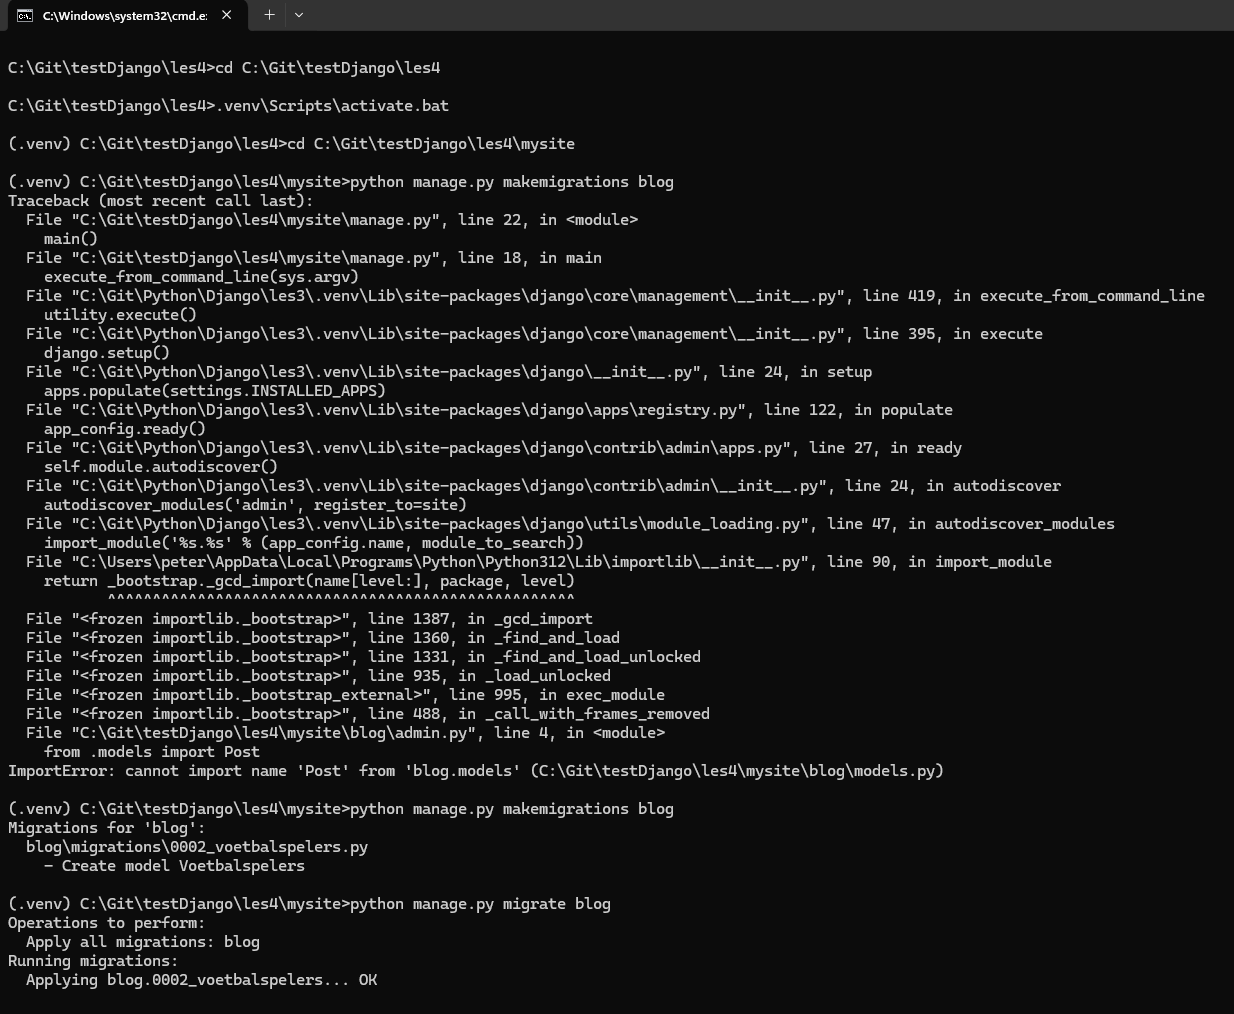 C:\Windows\system32\cmd.e:
C:\Git\testDjango\les4>cd C:\Git\testDjango\les4
C:\Git\testDjango\les4>.venv\Scripts\activate.bat
(.venv) C:\Git\testDjango\les4>cd C:\Git\testDjango\les4\mysite
(.venv) C:\Git\testDjango\les4\mysite>python manage.py makemigrations blog
Traceback (most recent call last):
  File "C:\Git\testDjango\les4\mysite\manage.py", line 22, in <module>
    main()
  File "C:\Git\testDjango\les4\mysite\manage.py", line 18, in main
    execute_from_command_line(sys.argv)
  File "C:\Git\Python\Django\les3\.venv\Lib\site-packages\django\core\management\__init__.py", line 419, in execute_from_command_line
    utility.execute()
  File "C:\Git\Python\Django\les3\.venv\Lib\site-packages\django\core\management\__init__.py", line 395, in execute
    django.setup()
  File "C:\Git\Python\Django\les3\.venv\Lib\site-packages\django\__init__.py", line 24, in setup
    apps.populate(settings.INSTALLED_APPS)
  File "C:\Git\Python\Django\les3\.venv\Lib\site-packages\django\apps\registry.py", line 122, in populate
    app_config.ready()
  File "C:\Git\Python\Django\les3\.venv\Lib\site-packages\django\contrib\admin\apps.py", line 27, in ready
    self.module.autodiscover()
  File "C:\Git\Python\Django\les3\.venv\Lib\site-packages\django\contrib\admin\__init__.py", line 24, in autodiscover
    autodiscover_modules('admin', register_to=site)
  File "C:\Git\Python\Django\les3\.venv\Lib\site-packages\django\utils\module_loading.py", line 47, in autodiscover_modules
    import_module('%s.%s' % (app_config.name, module_to_search))
  File "C:\Users\peter\AppData\Local\Programs\Python\Python312\Lib\importlib\__init__.py", line 90, in import_module
    return _bootstrap._gcd_import(name[level:], package, level)
           ^^^^^^^^^^^^^^^^^^^^^^^^^^^^^^^^^^^^^^^^^^^^^^^^^^^^
  File "<frozen importlib._bootstrap>", line 1387, in _gcd_import
  File "<frozen importlib._bootstrap>", line 1360, in _find_and_load
  File "<frozen importlib._bootstrap>", line 1331, in _find_and_load_unlocked
  File "<frozen importlib._bootstrap>", line 935, in _load_unlocked
  File "<frozen importlib._bootstrap_external>", line 995, in exec_module
  File "<frozen importlib._bootstrap>", line 488, in _call_with_frames_removed
  File "C:\Git\testDjango\les4\mysite\blog\admin.py", line 4, in <module>
    from .models import Post
ImportError: cannot import name 'Post' from 'blog.models' (C:\Git\testDjango\les4\mysite\blog\models.py)
(.venv) C:\Git\testDjango\les4\mysite>python manage.py makemigrations blog
Migrations for 'blog':
  blog\migrations\0002_voetbalspelers.py
    - Create model Voetbalspelers
(.venv) C:\Git\testDjango\les4\mysite>python manage.py migrate blog
Operations to perform:
  Apply all migrations: blog
Running migrations:
  Applying blog.0002_voetbalspelers... OK